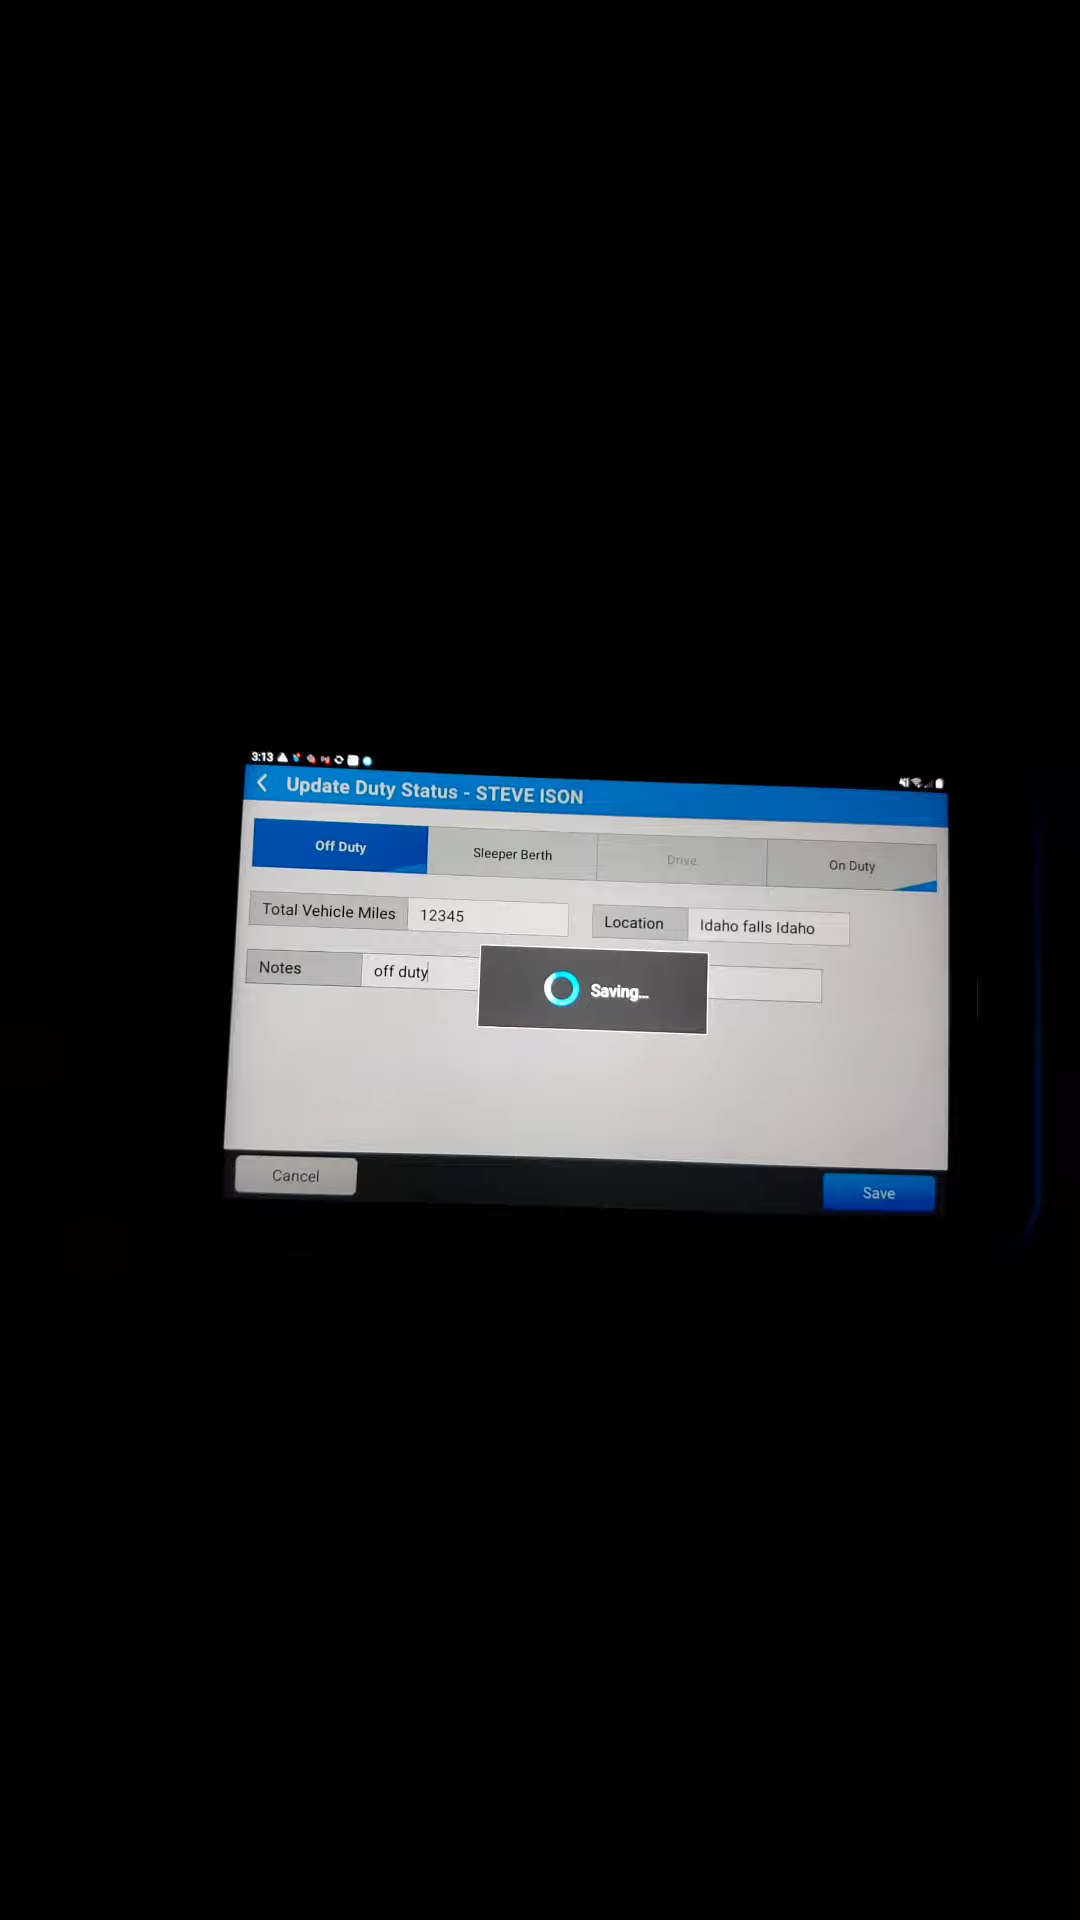 3:13
Update Duty Status - STEVE ISON
Off Duty
Sleeper Berth
Drive
On Duty
Total Vehicle Miles
12345
Location
Idaho falls Idaho
Notes
off duty
Saving...
Cancel
Save